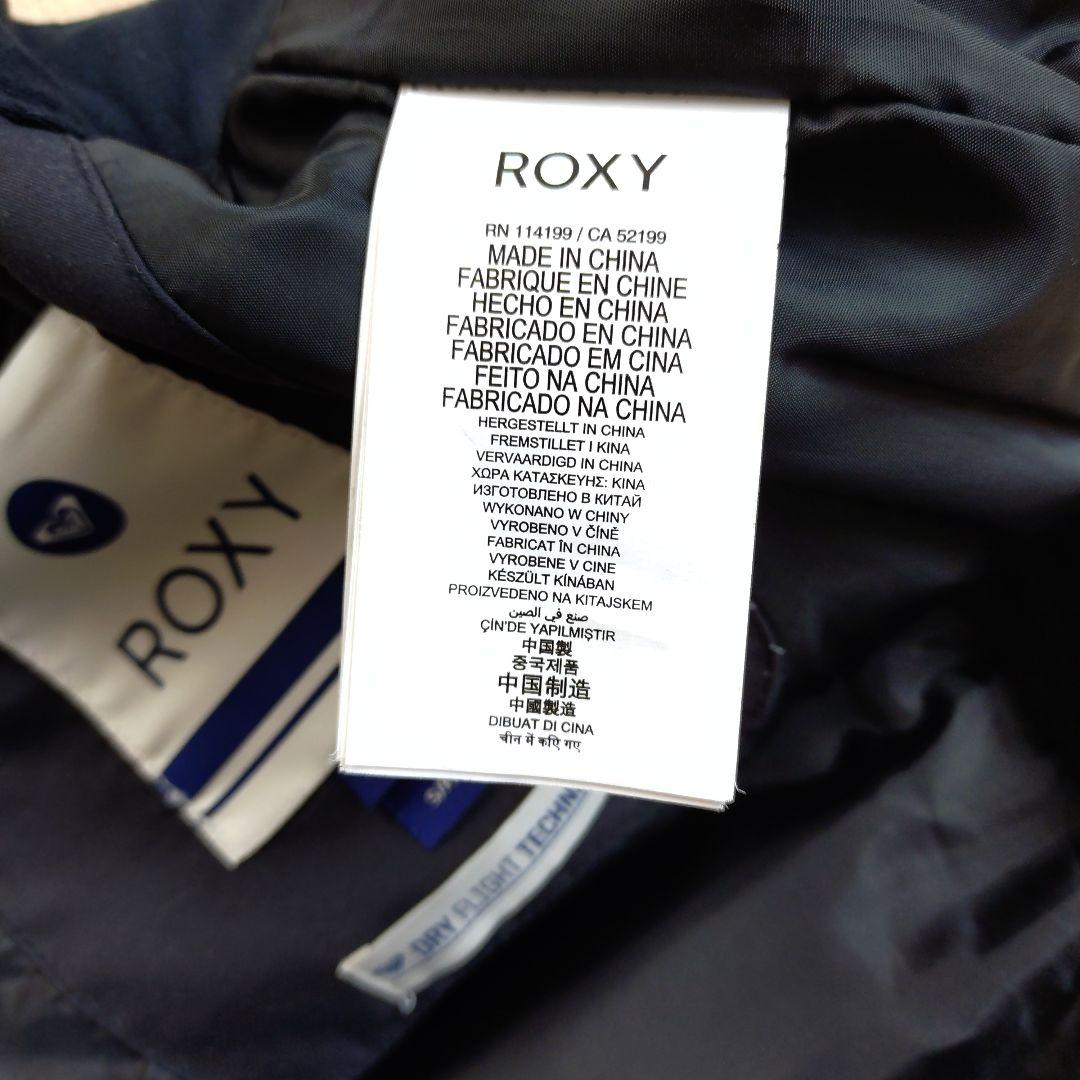 ROXY
RN 114199 / CA 52199
MADE IN CHINA
FABRIQUE EN CHINE
HECHO EN CHINA
FABRICADO EN CHINA
FABRICADO EM CINA
FEITO NA CHINA
FABRICADO NA CHINA
HERGESTELLT IN CHINA
FREMSTILLET I KINA
VERVAARDIGD IN CHINA
ΧΩΡΑ ΚΑΤΑΣΚΕΥΗΣ: ΚΙΝΑ
ИЗГОТОВЛЕНО В КИТАЙ
WYKONANO W CHINY
VYROBENO V ČÍNĚ
FABRICAT ÎN CHINA
VYROBENE V CINE
KÉSZÜLT KÍNÁBAN
PROIZVEDENO NA KITAJSKEM
صنع في الصين
ÇİN'DE YAPILMIŞTIR
中国製
중국제품
中国制造
中國製造
DIBUAT DI CINA
चीन में कएि गए
ROXY
DRY FLIGHT TECHN